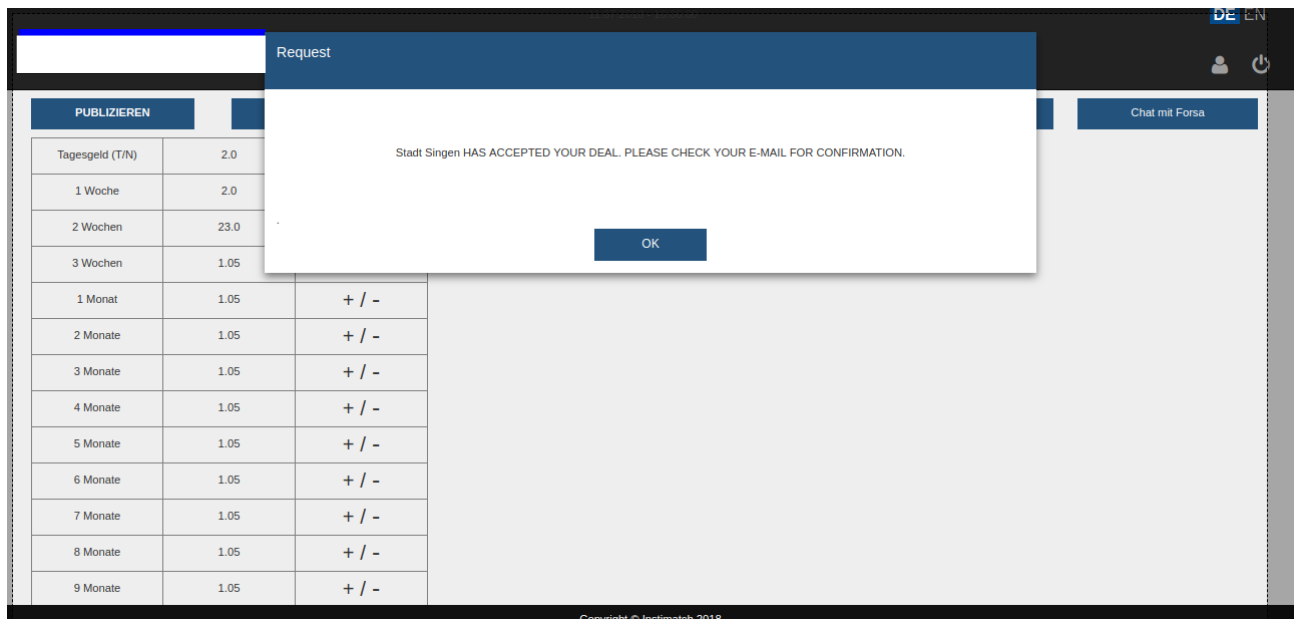 DE EN
Request
PUBLIZIEREN
Chat mit Forsa
Stadt Singen HAS ACCEPTED YOUR DEAL. PLEASE CHECK YOUR E-MAIL FOR CONFIRMATION.
.
OK
Tagesgeld (T/N) 2.0
1 Woche 2.0
2 Wochen 23.0
3 Wochen 1.05
1 Monat 1.05 + / -
2 Monate 1.05 + / -
3 Monate 1.05 + / -
4 Monate 1.05 + / -
5 Monate 1.05 + / -
6 Monate 1.05 + / -
7 Monate 1.05 + / -
8 Monate 1.05 + / -
9 Monate 1.05 + / -
Copyright © Instimatch 2018